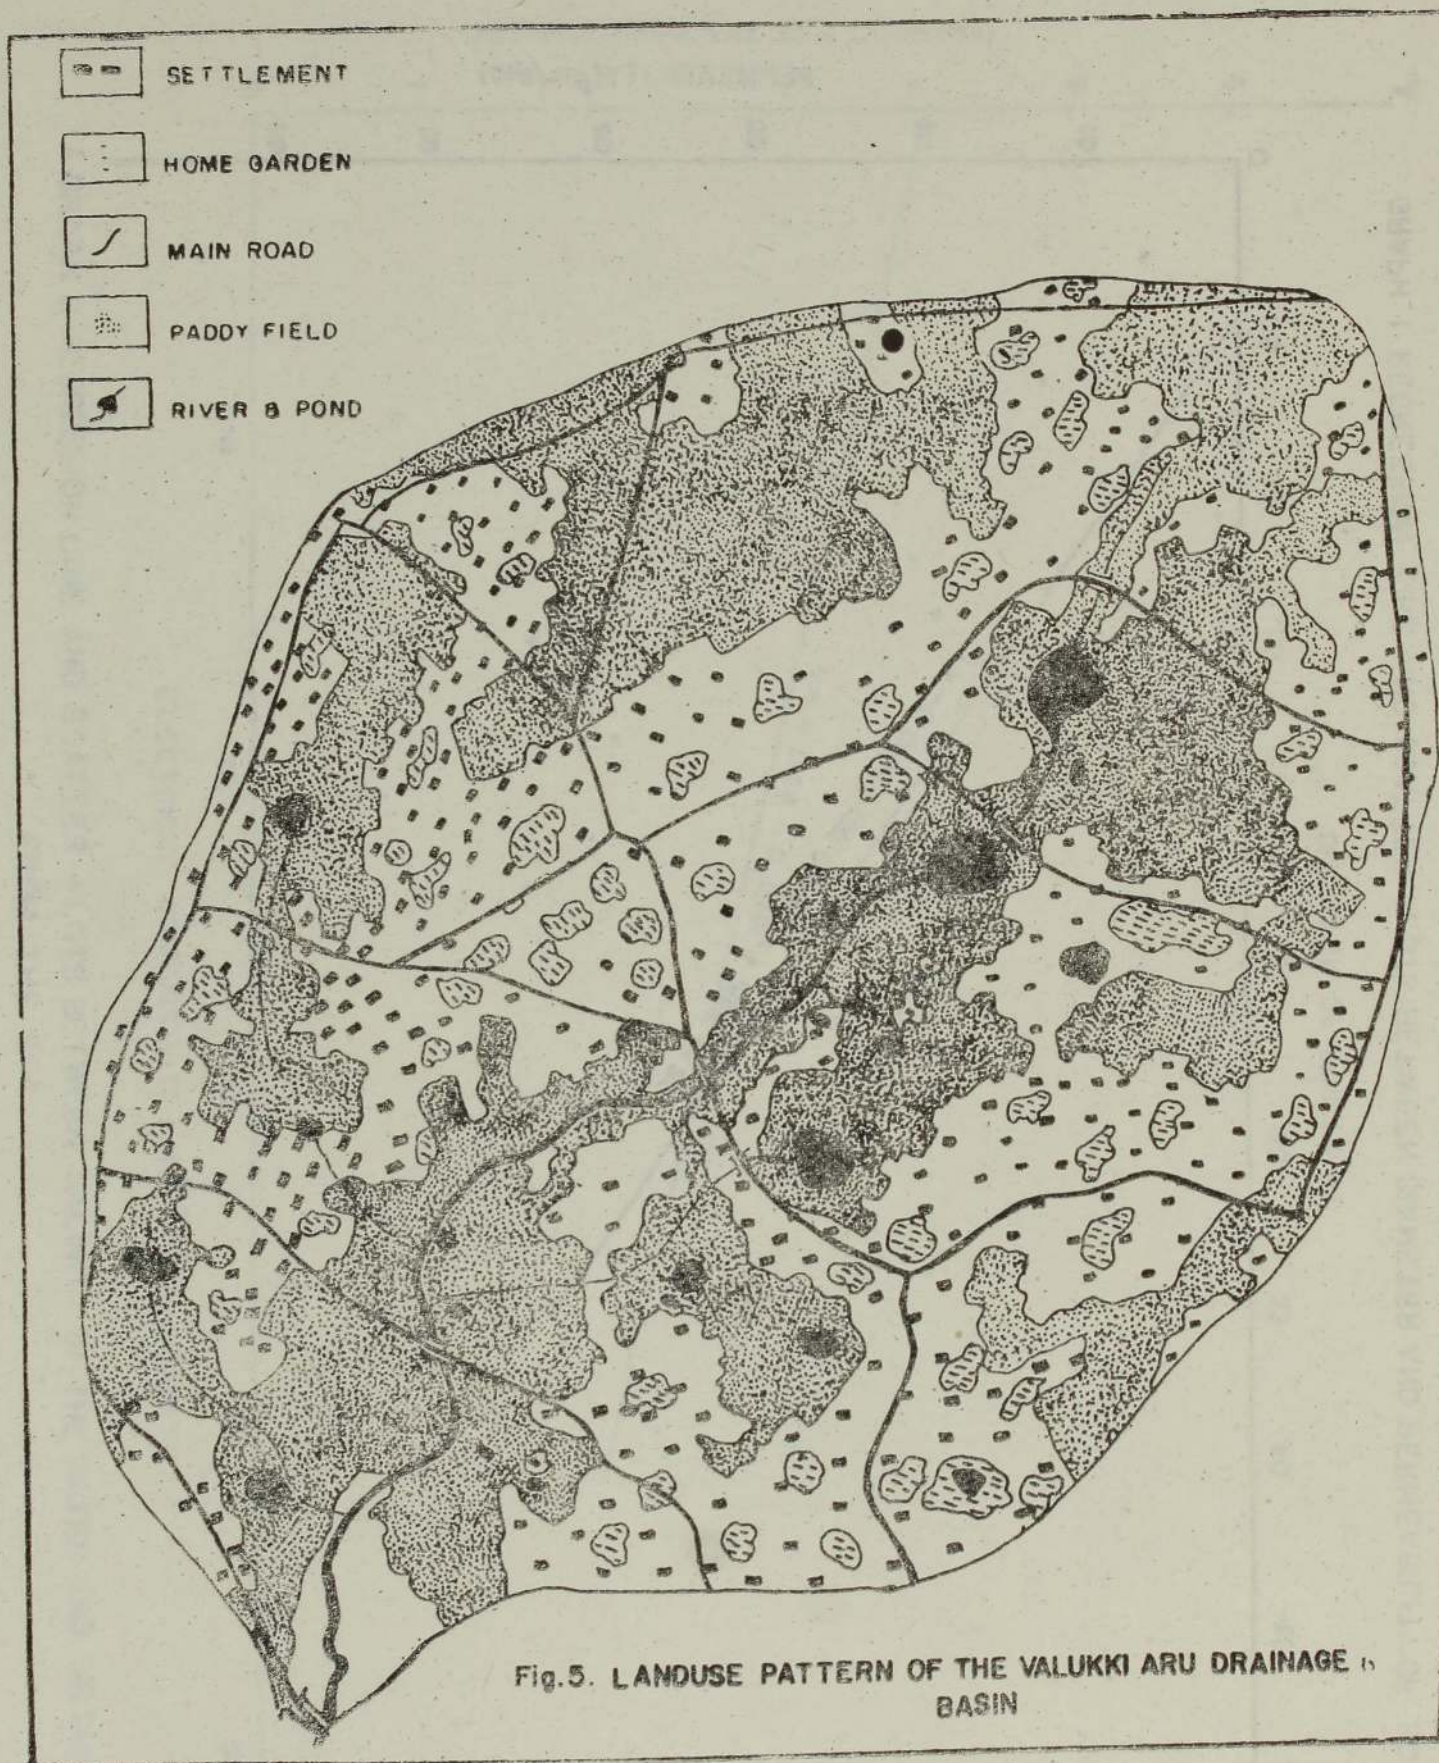 SETTLEMENT
HOME GARDEN
MAIN ROAD
PADDY FIELD
RIVER 8 POND
Fig.5. LANDUSE PATTERN OF THE VALUKKI ARU DRAINAGE
BASIN